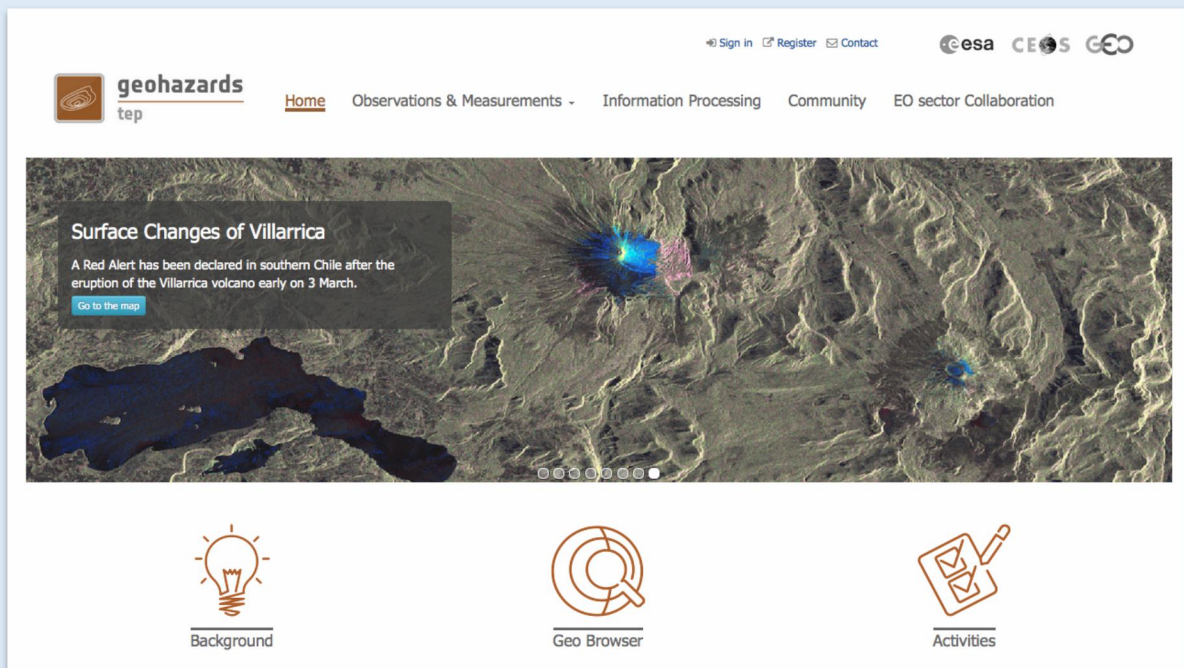 Sign in Register Contact
esa CEOS GEO
geohazards
tep
Home Observations & Measurements Information Processing Community EO sector Collaboration
Surface Changes of Villarrica
A Red Alert has been declared in southern Chile after the
eruption of the Villarrica volcano early on 3 March.
Go to the map
Background Geo Browser Activities